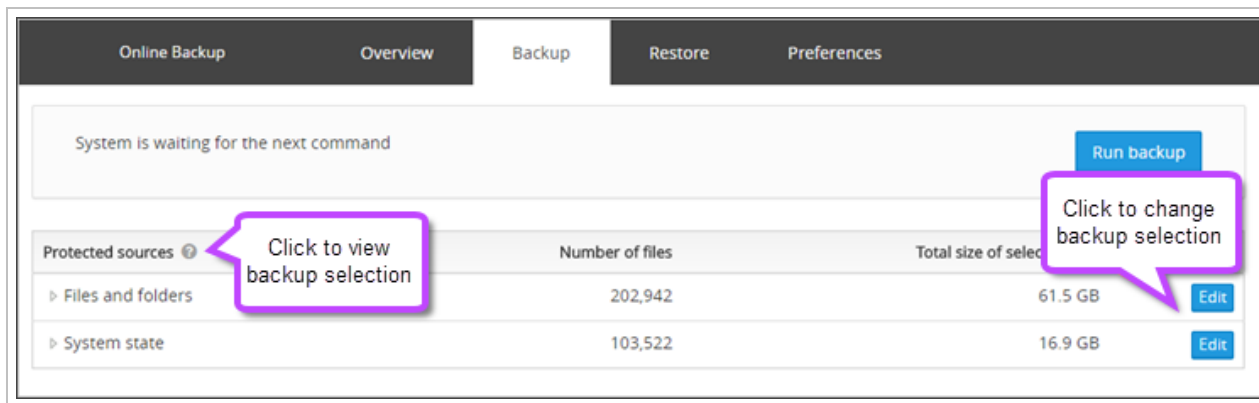 Online Backup Overview Backup Restore Preferences
System is waiting for the next command
Run backup
Click to change
backup selection
Protected sources Number of files Total size of
Click to view
backup selection
Files and folders 202,942 61.5 GB Edit
System state 103,522 16.9 GB Edit